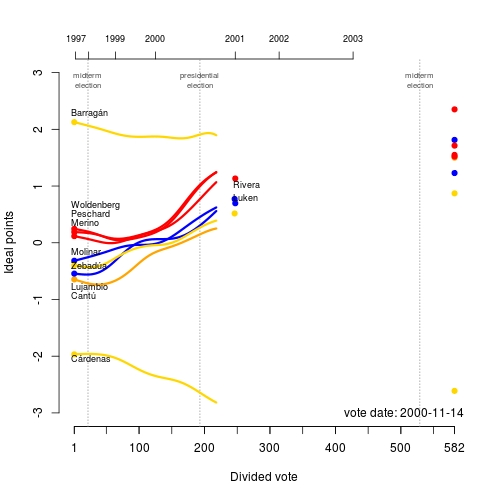 1997 1999 2000 2001 2002 2003
midterm
election
presidential
election
midterm
election
3
2
1
0
-1
-2
-3
Ideal points
Barragán
Woldenberg
Peschard
Merino
Molinar
Zebadúa
Lujambio
Cantú
Cárdenas
Rivera
Luken
vote date: 2000-11-14
1 100 200 300 400 500 582
Divided vote